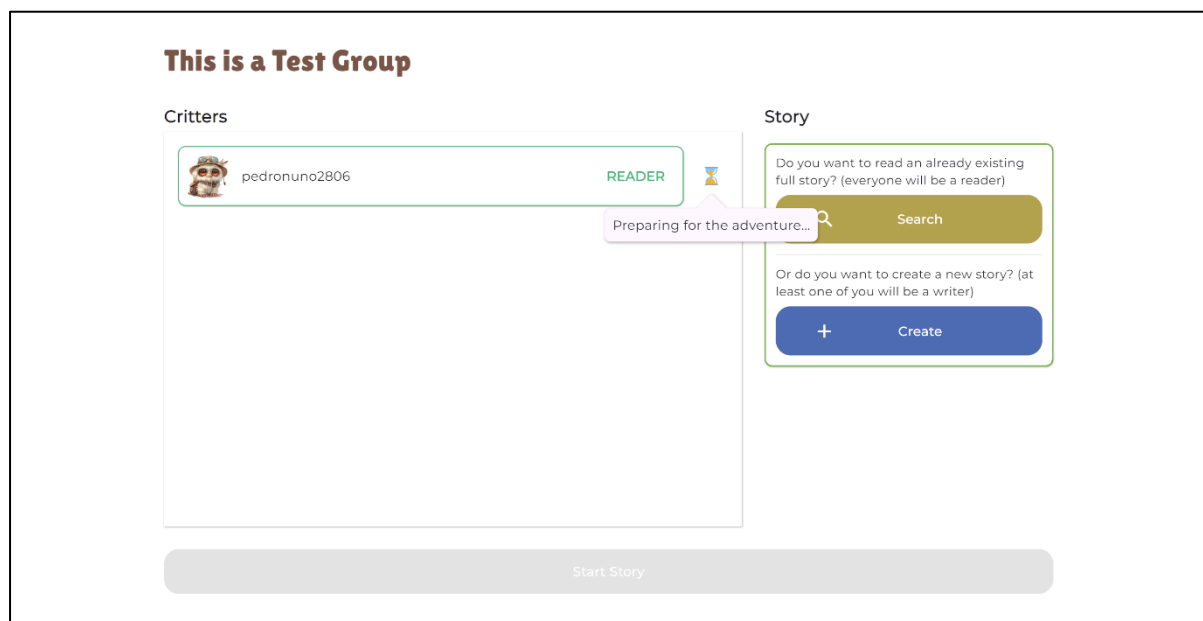 This is a Test Group
Critters
pedronuno2806
READER
Preparing for the adventure...
Story
Do you want to read an already existing
full story? (everyone will be a reader)
Search
Or do you want to create a new story? (at
least one of you will be a writer)
Create
Start Story